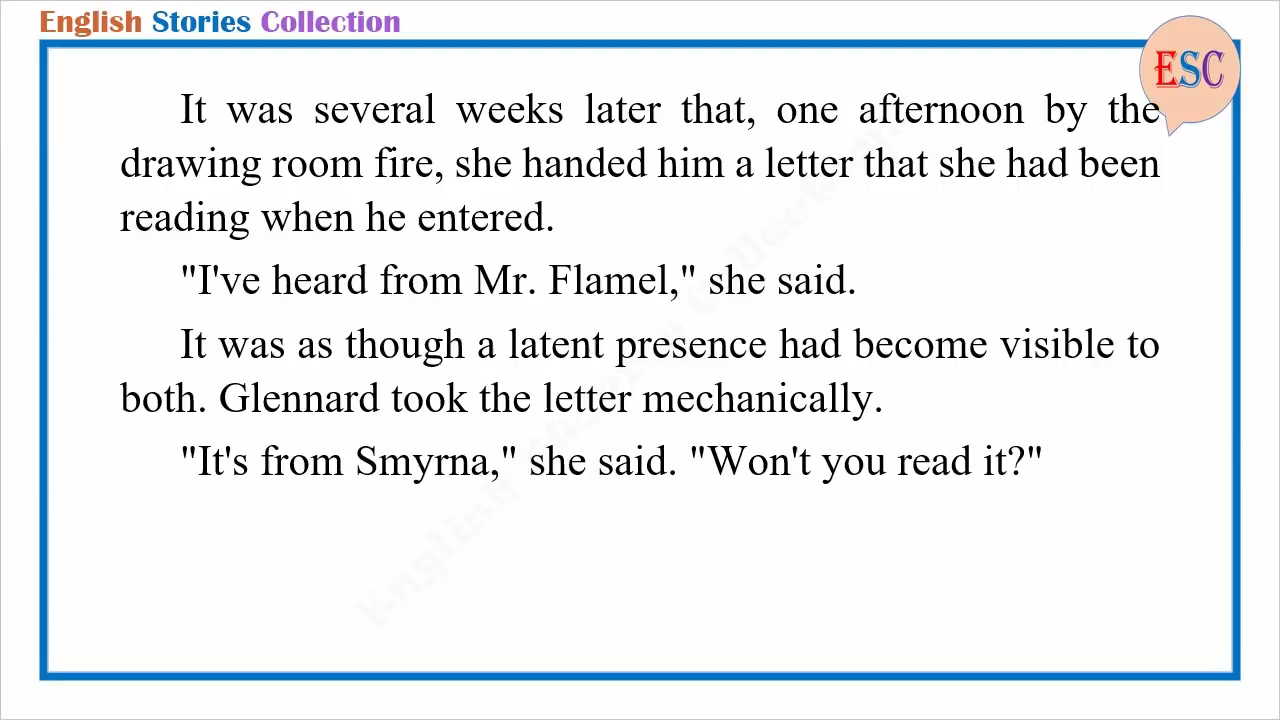 English Stories Collection
ESC
It was several weeks later that, one afternoon by the
drawing room fire, she handed him a letter that she had been
reading when he entered.
"I've heard from Mr. Flamel," she said.
It was as though a latent presence had become visible to
both. Glennard took the letter mechanically.
"It's from Smyrna," she said. "Won't you read it?"
English Stories Collection